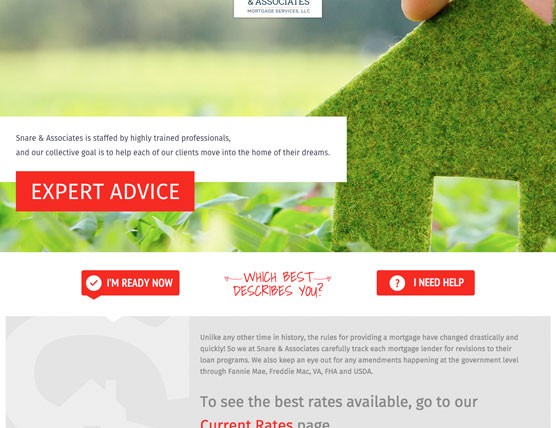 & ASSOCIATES
MORTGAGE SERVICES, LLC
Snare & Associates is staffed by highly trained professionals,
and our collective goal is to help each of our clients move into the home of their dreams.
EXPERT ADVICE
I'M READY NOW
WHICH BEST
DESCRIBES YOU?
? I NEED HELP
Unlike any other time in history, the rules for providing a mortgage have changed drastically and
quickly! So we at Snare & Associates carefully track each mortgage lender for revisions to their
loan programs. We also keep an eye out for any amendments happening at the government level
through Fannie Mae, Freddie Mac, VA, FHA and USDA.
To see the best rates available, go to our
Current Rates page